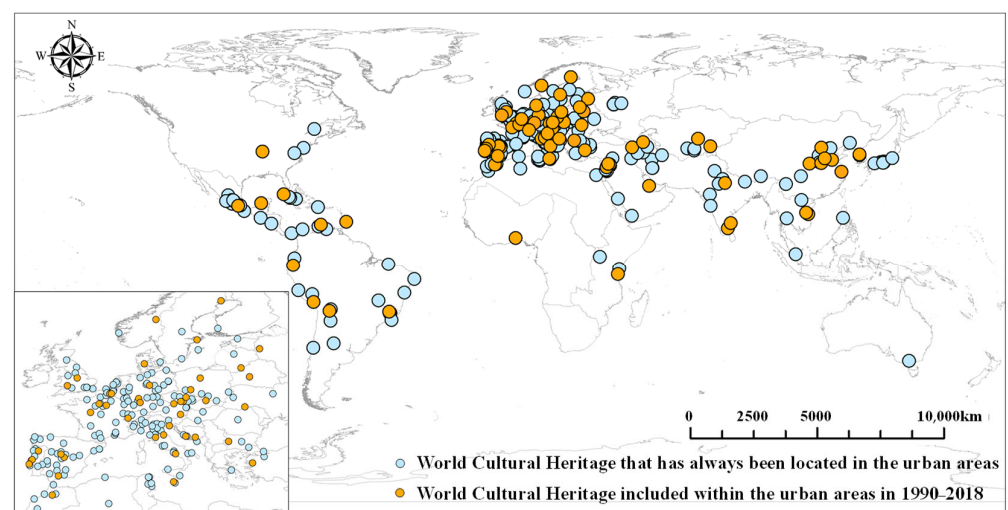 N
W E
S
0 2500 5000 10,000km
World Cultural Heritage that has always been located in the urban areas
World Cultural Heritage included within the urban areas in 1990–2018